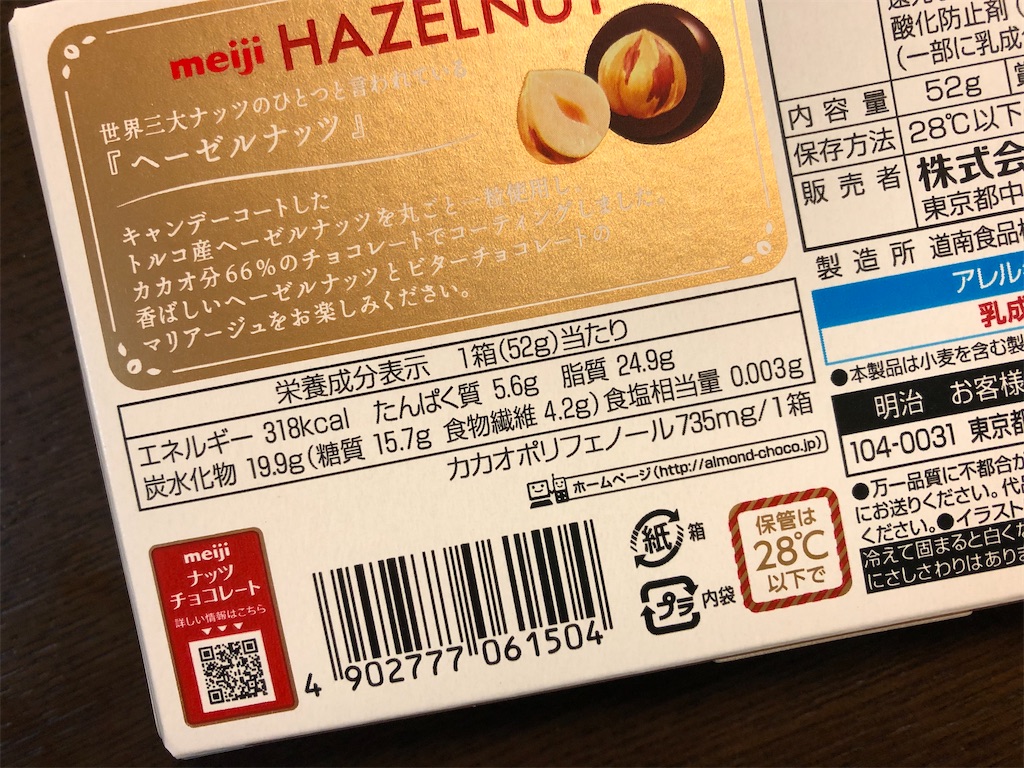 meiji HAZELNUT
世界三大ナッツのひとつと言われている
『ヘーゼルナッツ』
キャンデーコートした
トルコ産ヘーゼルナッツを丸ごと一粒使用し、
カカオ分66%のチョコレートでコーティングしました。
香ばしいヘーゼルナッツとビターチョコレートの
マリアージュをお楽しみください。
栄養成分表示 1箱(52g)当たり
エネルギー 318kcal たんぱく質 5.6g 脂質 24.9g
炭水化物 19.9g(糖質 15.7g 食物繊維 4.2g) 食塩相当量 0.003g
カカオポリフェノール735mg/1箱
ホームページ(http://almond-choco.jp)
meiji
ナッツ
チョコレート
詳しい情報はこちら
4 902777 061504
紙 箱
プラ 内袋
保管は
28℃
以下で
酸化防止剤(
(一部に乳成
内容量 52g
保存方法 28℃以下
販売者 株式会
東京都中
製造所 道南食品
アレル
乳成
●本製品は小麦を含む製
明治 お客様
104-0031 東京都
●万一品質に不都合が
にお送りください。代
ください。●イラスト
冷えて固まると白くな
にさしさわりはありま